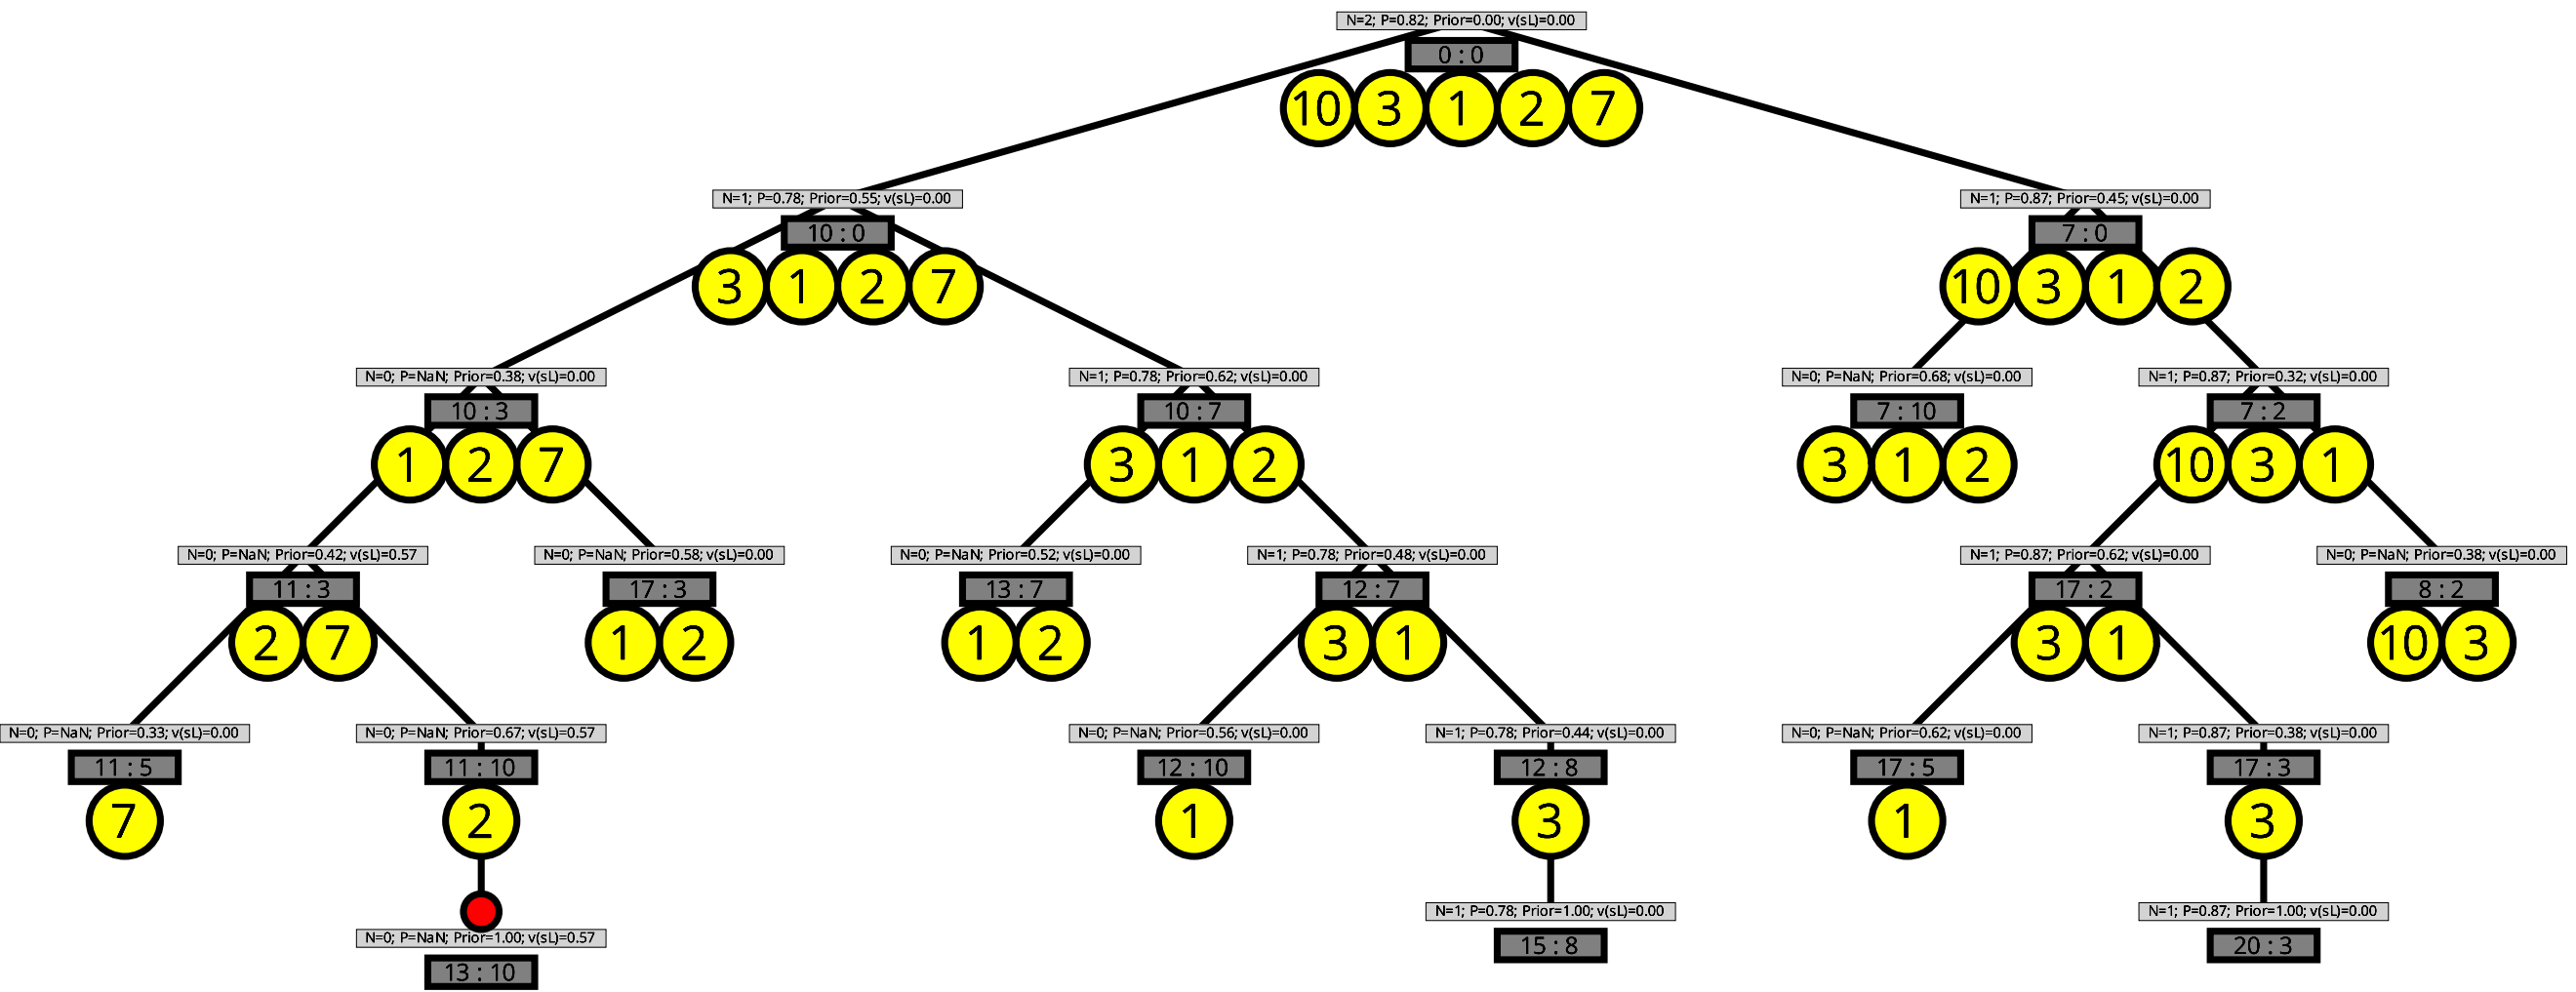 N=2; P=0.82; Prior=0.00; v(sL)=0.00
0 : 0
10 3 1 2 7
N=1; P=0.78; Prior=0.55; v(sL)=0.00
10 : 0
3 1 2 7
N=1; P=0.87; Prior=0.45; v(sL)=0.00
7 : 0
10 3 1 2
N=0; P=NaN; Prior=0.38; v(sL)=0.00
10 : 3
1 2 7
N=1; P=0.78; Prior=0.62; v(sL)=0.00
10 : 7
3 1 2
N=0; P=NaN; Prior=0.68; v(sL)=0.00
7 : 10
3 1 2
N=1; P=0.87; Prior=0.32; v(sL)=0.00
7 : 2
10 3 1
N=0; P=NaN; Prior=0.42; v(sL)=0.57
11 : 3
2 7
N=0; P=NaN; Prior=0.58; v(sL)=0.00
17 : 3
1 2
N=0; P=NaN; Prior=0.52; v(sL)=0.00
13 : 7
1 2
N=1; P=0.78; Prior=0.48; v(sL)=0.00
12 : 7
3 1
N=1; P=0.87; Prior=0.62; v(sL)=0.00
17 : 2
3 1
N=0; P=NaN; Prior=0.38; v(sL)=0.00
8 : 2
10 3
N=0; P=NaN; Prior=0.33; v(sL)=0.00
11 : 5
7
N=0; P=NaN; Prior=0.67; v(sL)=0.57
11 : 10
2
N=0; P=NaN; Prior=0.56; v(sL)=0.00
12 : 10
1
N=1; P=0.78; Prior=0.44; v(sL)=0.00
12 : 8
3
N=0; P=NaN; Prior=0.62; v(sL)=0.00
17 : 5
1
N=1; P=0.87; Prior=0.38; v(sL)=0.00
17 : 3
3
N=0; P=NaN; Prior=1.00; v(sL)=0.57
13 : 10
N=1; P=0.78; Prior=1.00; v(sL)=0.00
15 : 8
N=1; P=0.87; Prior=1.00; v(sL)=0.00
20 : 3